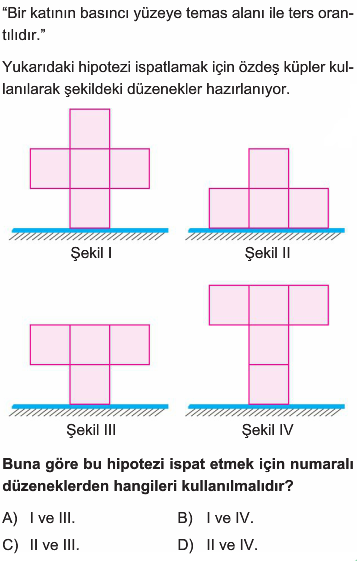 “Bir katının basıncı yüzeye temas alanı ile ters oran-
tılıdır.”
Yukarıdaki hipotezi ispatlamak için özdeş küpler kul-
lanılarak şekildeki düzenekler hazırlanıyor.
Şekil I
Şekil II
Şekil III
Şekil IV
Buna göre bu hipotezi ispat etmek için numaralı
düzeneklerden hangileri kullanılmalıdır?
A) I ve III.
B) I ve IV.
C) II ve III.
D) II ve IV.